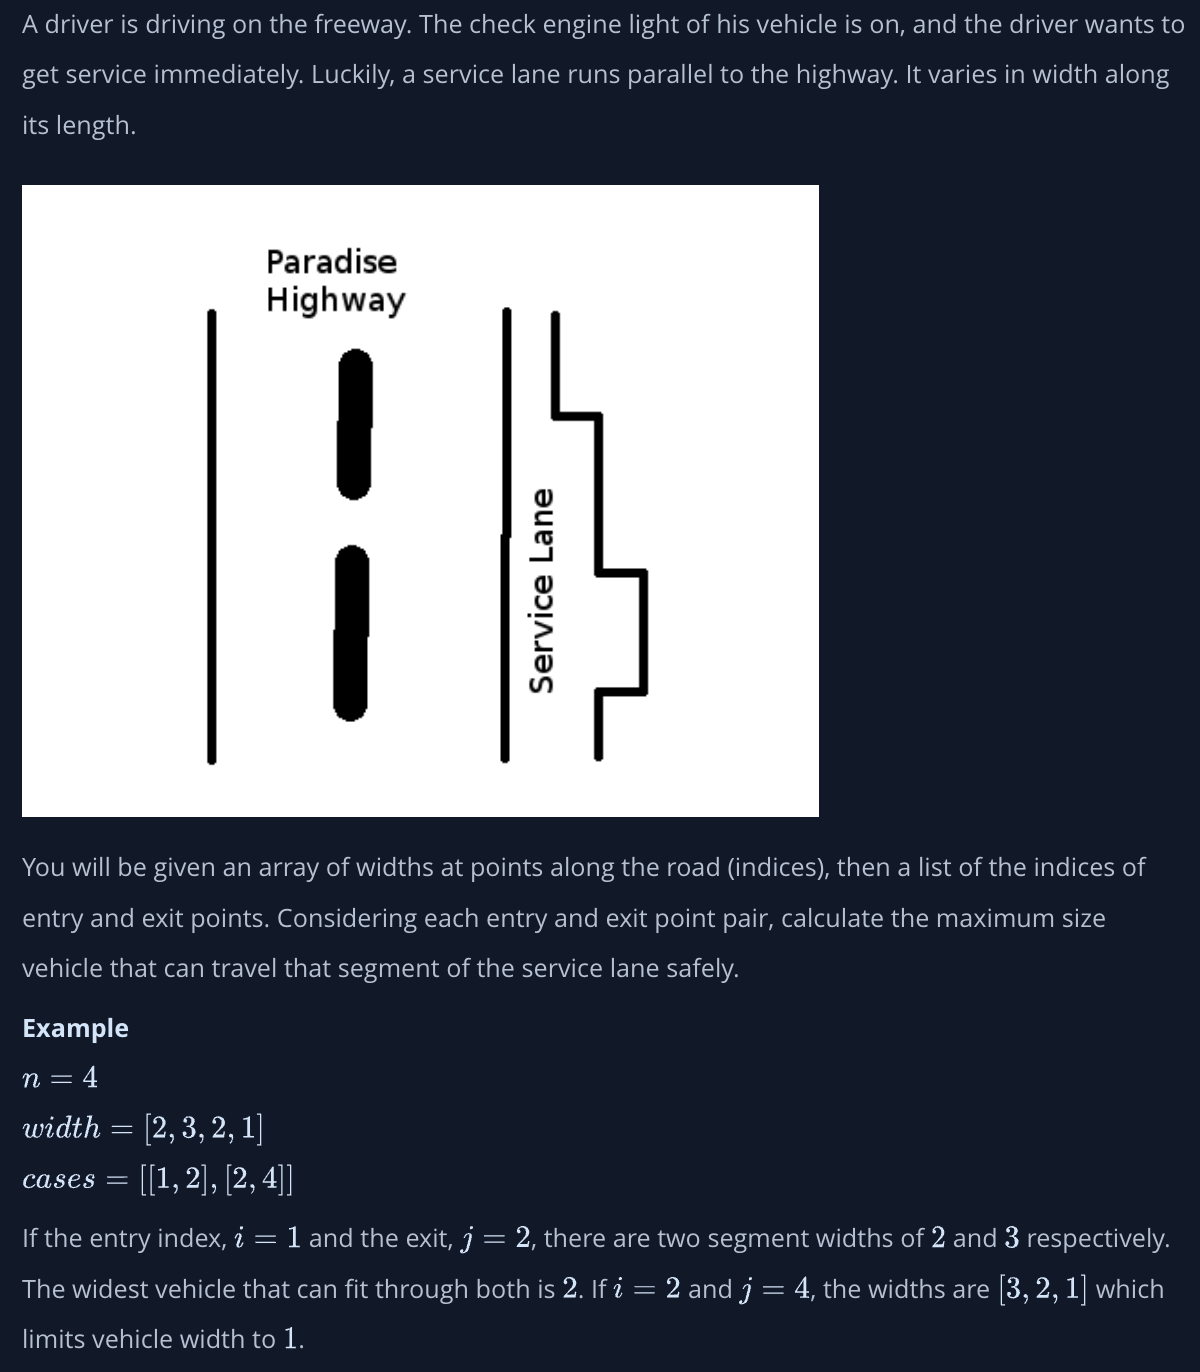 A driver is driving on the freeway. The check engine light of his vehicle is on, and the driver wants to
get service immediately. Luckily, a service lane runs parallel to the highway. It varies in width along
its length.
Paradise
Highway
Service Lane
You will be given an array of widths at points along the road (indices), then a list of the indices of
entry and exit points. Considering each entry and exit point pair, calculate the maximum size
vehicle that can travel that segment of the service lane safely.
Example
n = 4
width = [2, 3, 2, 1]
cases = [[1, 2], [2, 4]]
If the entry index, i = 1 and the exit, j = 2, there are two segment widths of 2 and 3 respectively.
The widest vehicle that can fit through both is 2. If i = 2 and j = 4, the widths are [3, 2, 1] which
limits vehicle width to 1.